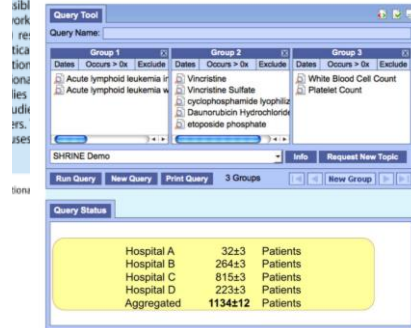 Query Tool
Query Name:
Group 1
Dates Occurs > 0x Exclude
Acute lymphoid leukemia in
Acute lymphoid leukemia w
Group 2
Dates Occurs > 0x Exclude
Vincristine
Vincristine Sulfate
cyclophosphamide lyophiliz
Daunorubicin Hydrochloride
etoposide phosphate
Group 3
Dates Occurs > 0x Exclude
White Blood Cell Count
Platelet Count
SHRINE Demo
Info Request New Topic
Run Query New Query Print Query 3 Groups New Group
Query Status
Hospital A 32±3 Patients
Hospital B 264±3 Patients
Hospital C 815±3 Patients
Hospital D 223±3 Patients
Aggregated 1134±12 Patients